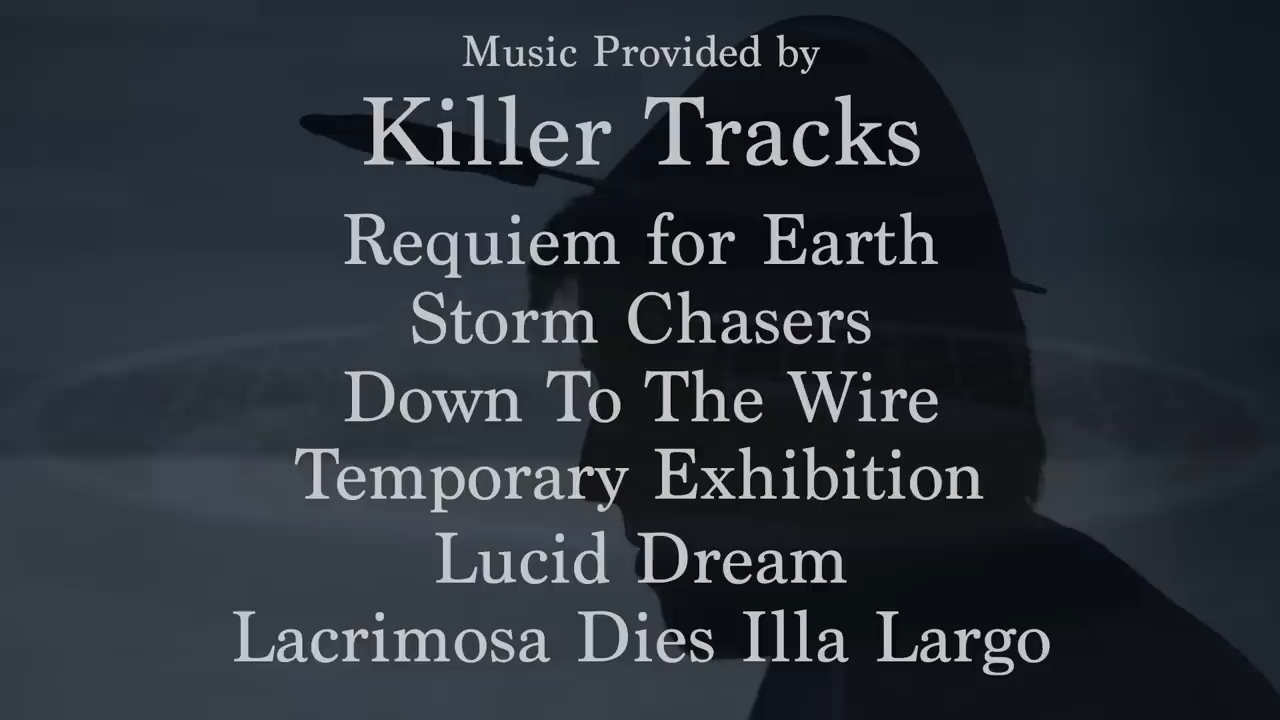 Music Provided by
Killer Tracks
Requiem for Earth
Storm Chasers
Down To The Wire
Temporary Exhibition
Lucid Dream
Lacrimosa Dies Illa Largo